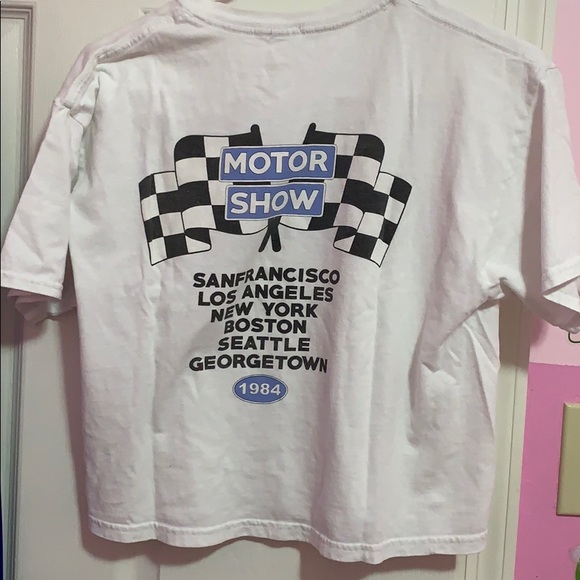 MOTOR
SHOW
SANFRANCISCO
LOS ANGELES
NEW YORK
BOSTON
SEATTLE
GEORGETOWN
1984